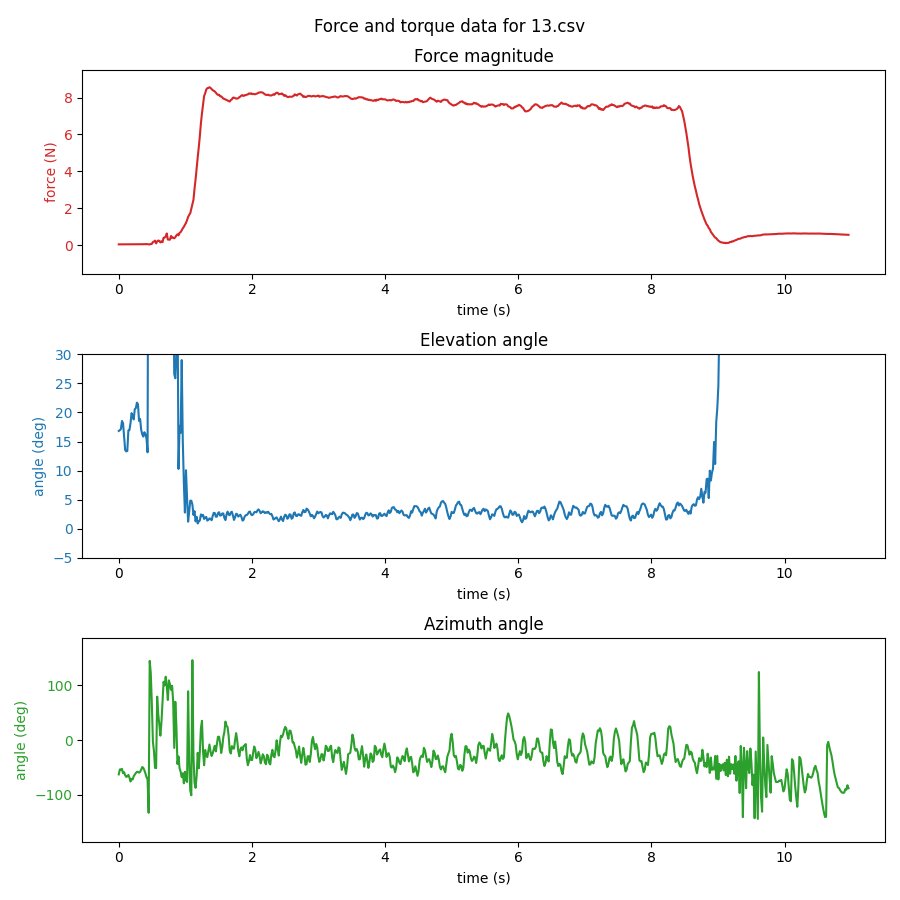 Force and torque data for 13.csv
Force magnitude
8
6
4
2
0
force (N)
0 2 4 6 8 10
time (s)
Elevation angle
30
25
20
15
10
5
0
−5
angle (deg)
0 2 4 6 8 10
time (s)
Azimuth angle
100
0
−100
angle (deg)
0 2 4 6 8 10
time (s)